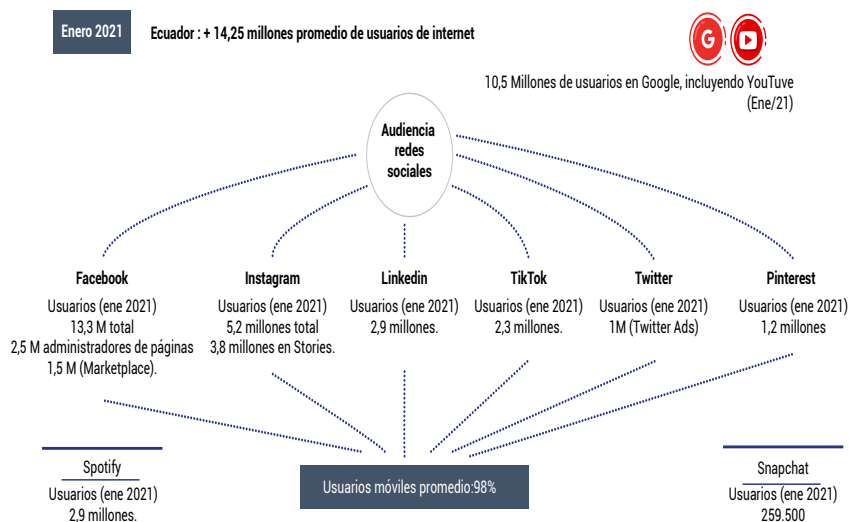 Enero 2021
Ecuador : + 14,25 millones promedio de usuarios de internet
G
10,5 Millones de usuarios en Google, incluyendo YouTuve
(Ene/21)
Audiencia
redes
sociales
Facebook
Usuarios (ene 2021)
13,3 M total
2,5 M administradores de páginas
1,5 M (Marketplace).
Instagram
Usuarios (ene 2021)
5,2 millones total
3,8 millones en Stories.
Linkedin
Usuarios (ene 2021)
2,9 millones.
TikTok
Usuarios (ene 2021)
2,3 millones.
Twitter
Usuarios (ene 2021)
1M (Twitter Ads)
Pinterest
Usuarios (ene 2021)
1,2 millones
Spotify
Usuarios (ene 2021)
2,9 millones.
Usuarios móviles promedio:98%
Snapchat
Usuarios (ene 2021)
259.500